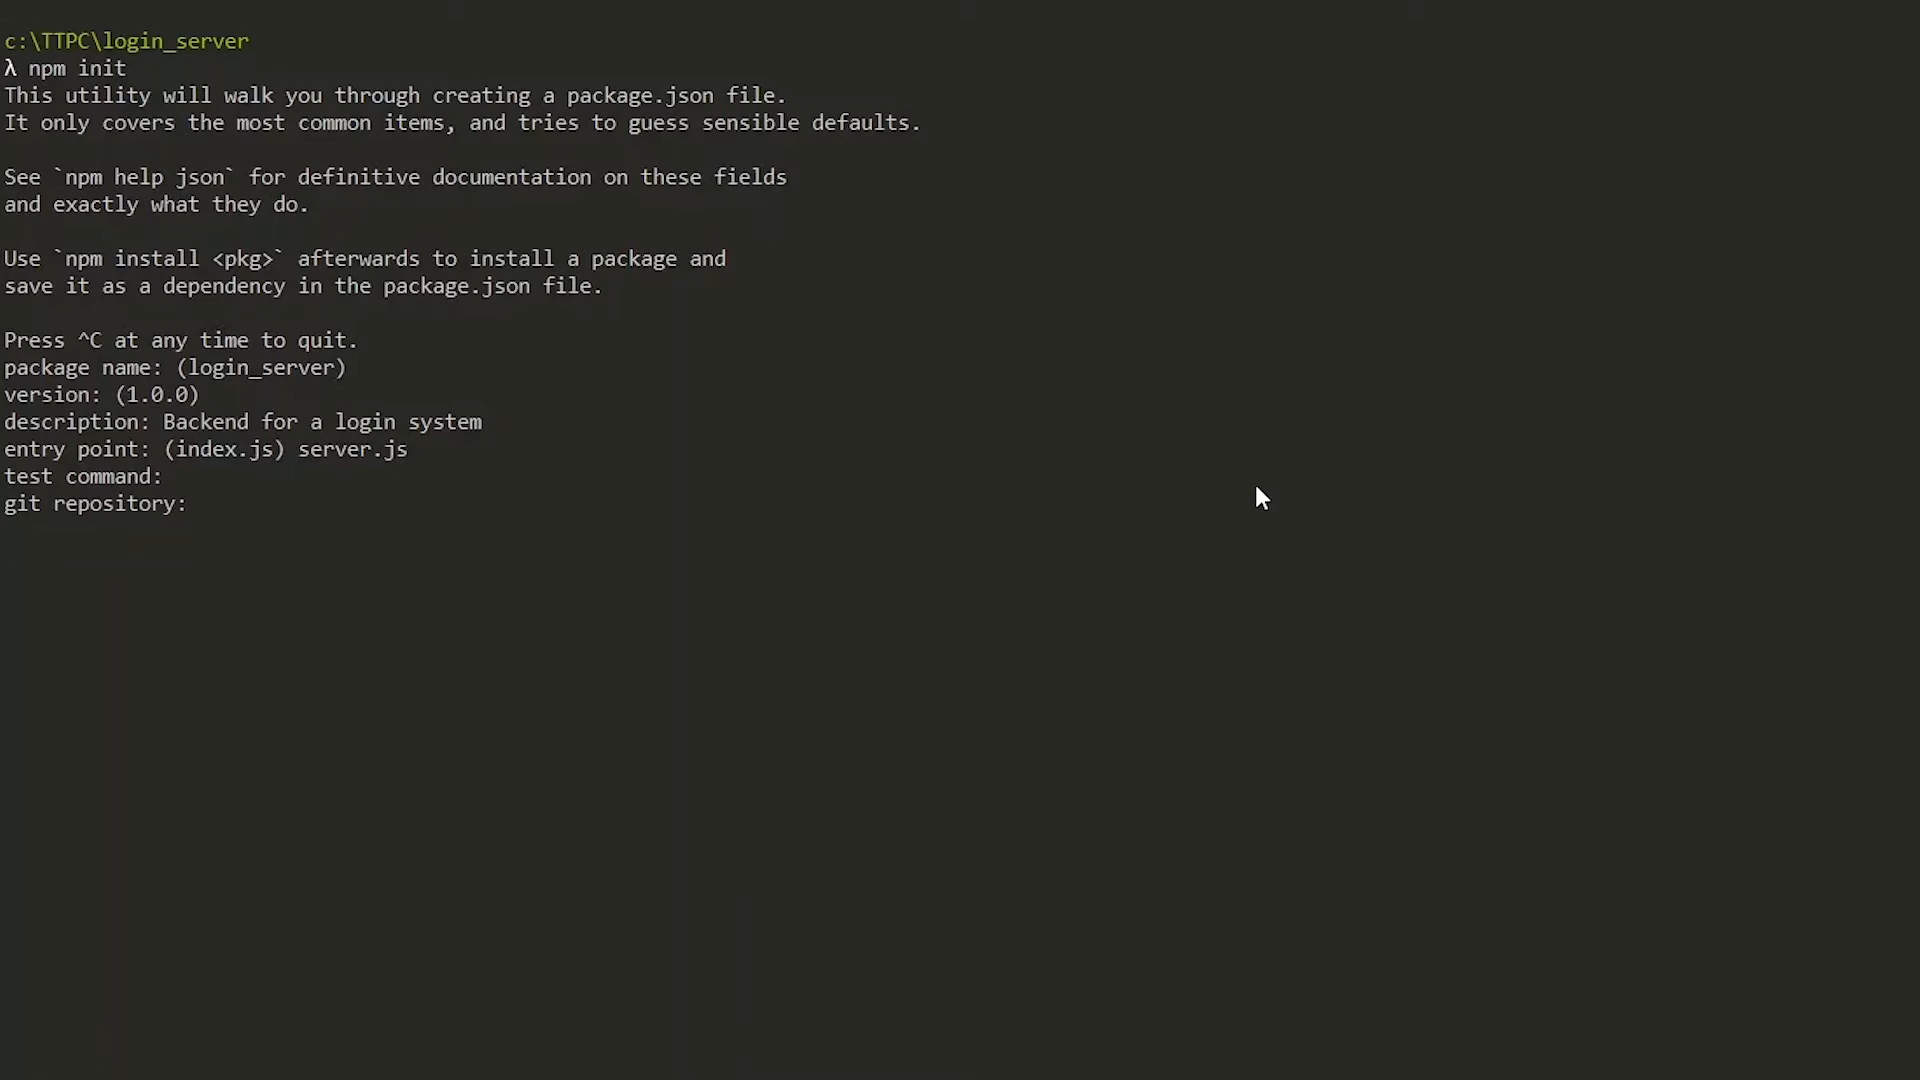 c:\TTPC\login_server
λ npm init
This utility will walk you through creating a package.json file.
It only covers the most common items, and tries to guess sensible defaults.
See `npm help json` for definitive documentation on these fields
and exactly what they do.
Use `npm install <pkg>` afterwards to install a package and
save it as a dependency in the package.json file.
Press ^C at any time to quit.
package name: (login_server)
version: (1.0.0)
description: Backend for a login system
entry point: (index.js) server.js
test command:
git repository: